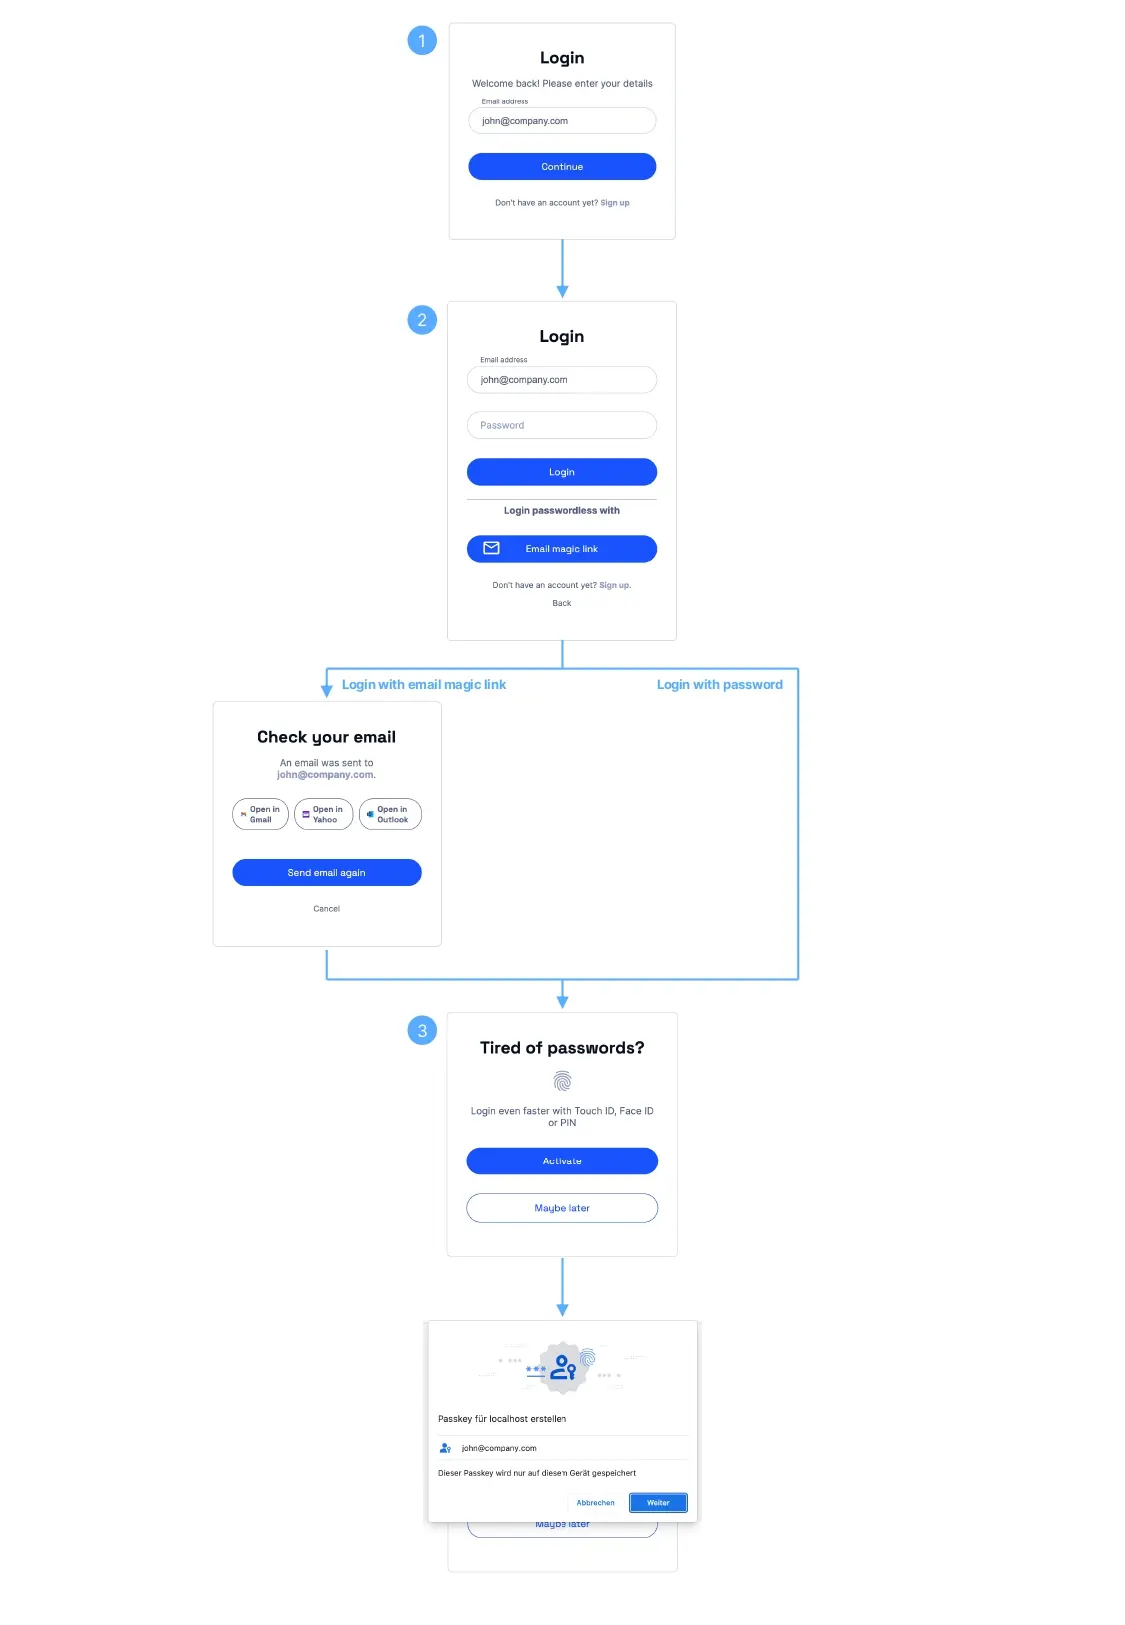 1
Login
Welcome back! Please enter your details
Email address
john@company.com
Continue
Don't have an account yet? Sign up
2
Login
Email address
john@company.com
Password
Login
Login passwordless with
Email magic link
Don't have an account yet? Sign up.
Back
Login with email magic link
Login with password
Check your email
An email was sent to
john@company.com.
Open in
Gmail
Open in
Yahoo
Open in
Outlook
Send email again
Cancel
3
Tired of passwords?
Login even faster with Touch ID, Face ID
or PIN
Activate
Maybe later
***
Passkey für localhost erstellen
john@company.com
Dieser Passkey wird nur auf diesem Gerät gespeichert
Abbrechen
Weiter
Maybe later